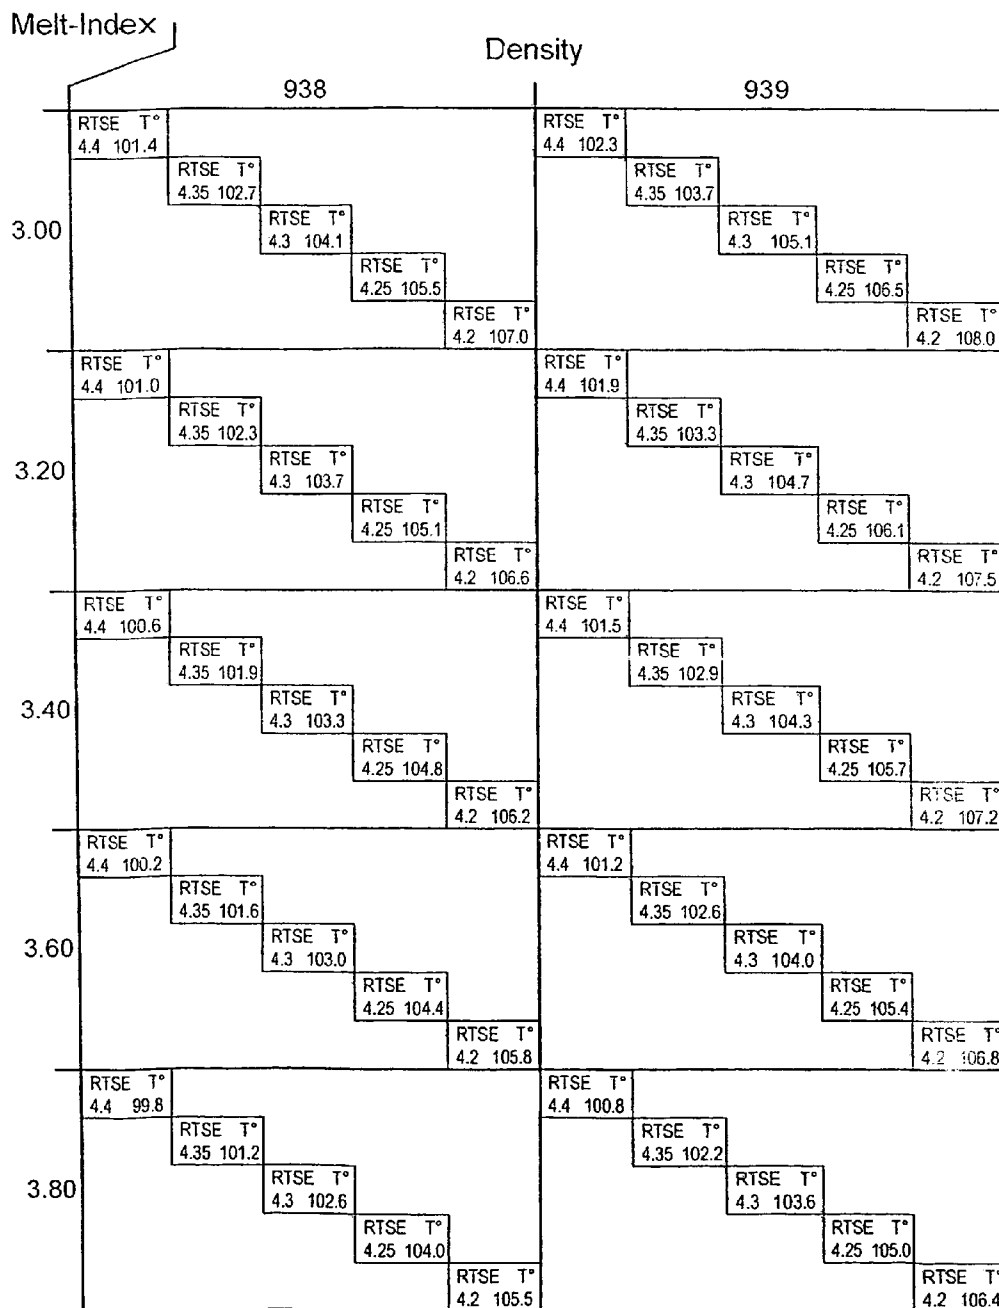 Melt-Index
Density
938 939
3.00
RTSE T° RTSE T°
4.4 101.4 4.4 102.3
RTSE T° RTSE T°
4.35 102.7 4.35 103.7
RTSE T° RTSE T°
4.3 104.1 4.3 105.1
RTSE T° RTSE T°
4.25 105.5 4.25 106.5
RTSE T° RTSE T°
4.2 107.0 4.2 108.0
3.20
RTSE T° RTSE T°
4.4 101.0 4.4 101.9
RTSE T° RTSE T°
4.35 102.3 4.35 103.3
RTSE T° RTSE T°
4.3 103.7 4.3 104.7
RTSE T° RTSE T°
4.25 105.1 4.25 106.1
RTSE T° RTSE T°
4.2 106.6 4.2 107.5
3.40
RTSE T° RTSE T°
4.4 100.6 4.4 101.5
RTSE T° RTSE T°
4.35 101.9 4.35 102.9
RTSE T° RTSE T°
4.3 103.3 4.3 104.3
RTSE T° RTSE T°
4.25 104.8 4.25 105.7
RTSE T° RTSE T°
4.2 106.2 4.2 107.2
3.60
RTSE T° RTSE T°
4.4 100.2 4.4 101.2
RTSE T° RTSE T°
4.35 101.6 4.35 102.6
RTSE T° RTSE T°
4.3 103.0 4.3 104.0
RTSE T° RTSE T°
4.25 104.4 4.25 105.4
RTSE T° RTSE T°
4.2 105.8 4.2 106.8
3.80
RTSE T° RTSE T°
4.4 99.8 4.4 100.8
RTSE T° RTSE T°
4.35 101.2 4.35 102.2
RTSE T° RTSE T°
4.3 102.6 4.3 103.6
RTSE T° RTSE T°
4.25 104.0 4.25 105.0
RTSE T° RTSE T°
4.2 105.5 4.2 106.4